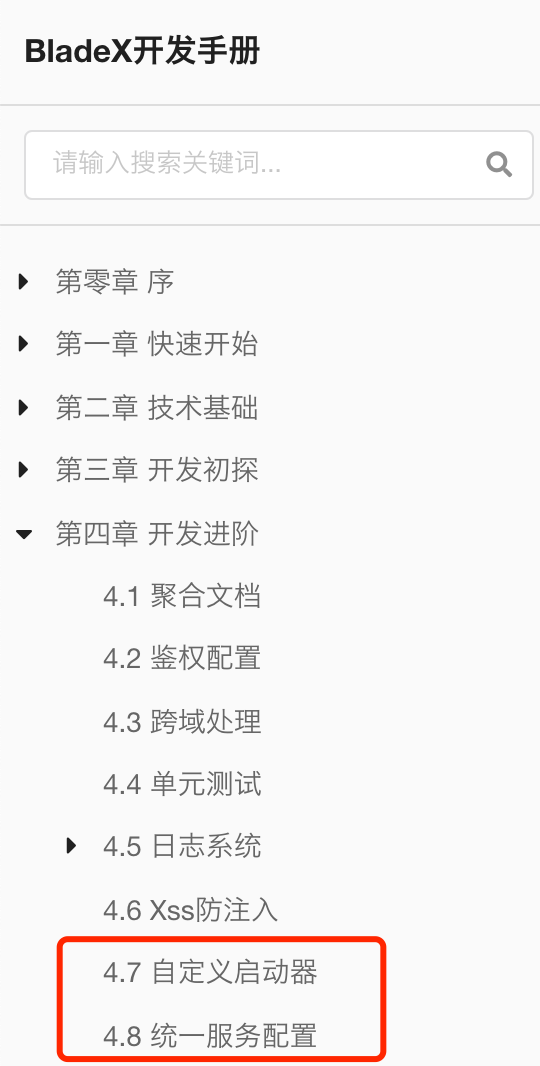 BladeX开发手册
请输入搜索关键词...
第零章 序
第一章 快速开始
第二章 技术基础
第三章 开发初探
第四章 开发进阶
4.1 聚合文档
4.2 鉴权配置
4.3 跨域处理
4.4 单元测试
4.5 日志系统
4.6 Xss防注入
4.7 自定义启动器
4.8 统一服务配置